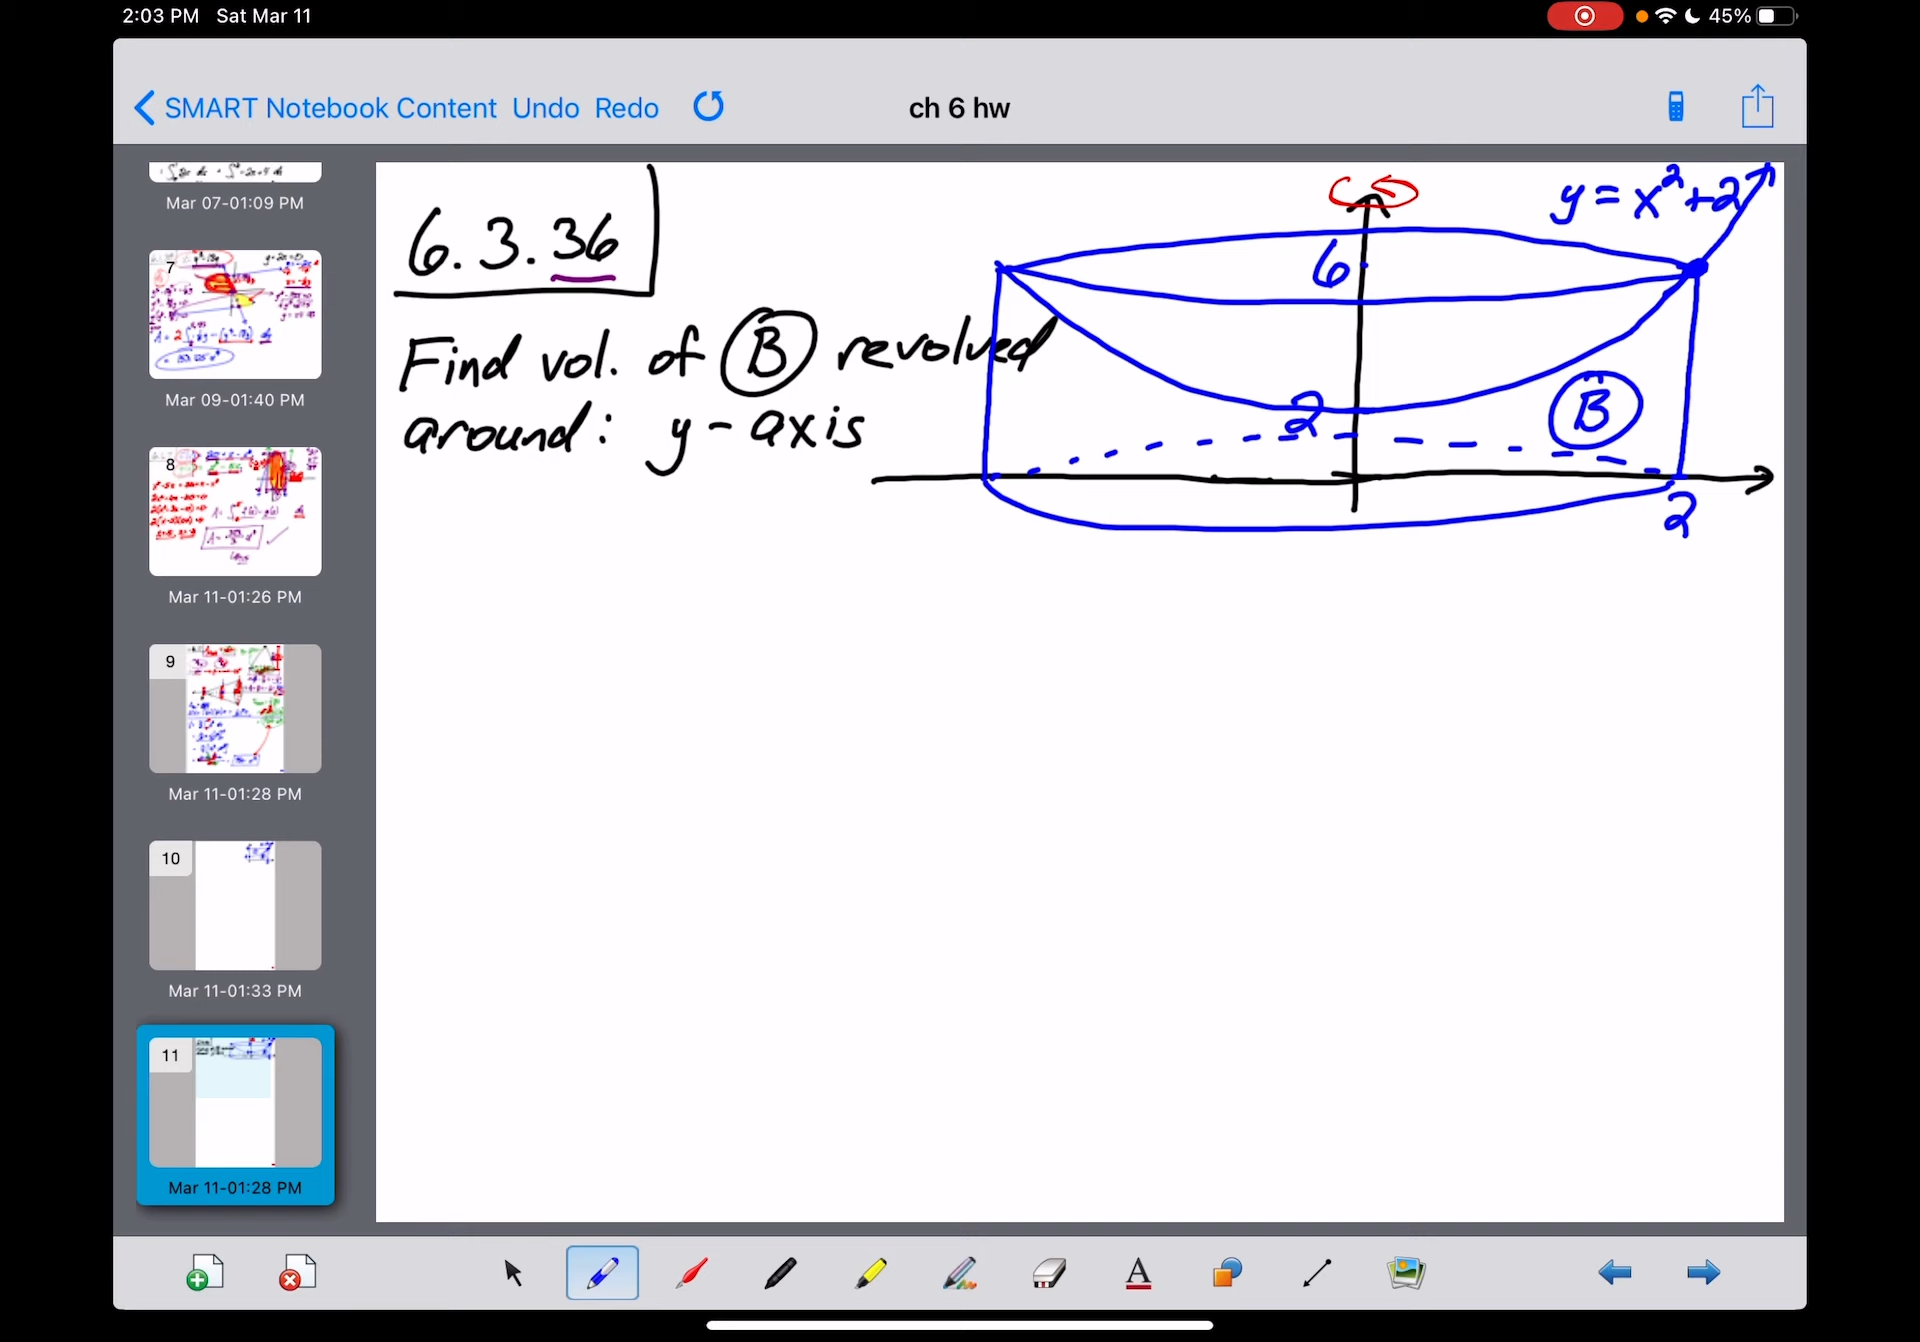 2:03 PM Sat Mar 11
45%
SMART Notebook Content Undo Redo
ch 6 hw
Mar 07-01:09 PM
7
Mar 09-01:40 PM
8
Mar 11-01:26 PM
9
Mar 11-01:28 PM
10
Mar 11-01:33 PM
11
Mar 11-01:28 PM
6.3.36
Find vol. of B revolved
around: y-axis
y = x²+2
6
2
B
2
A